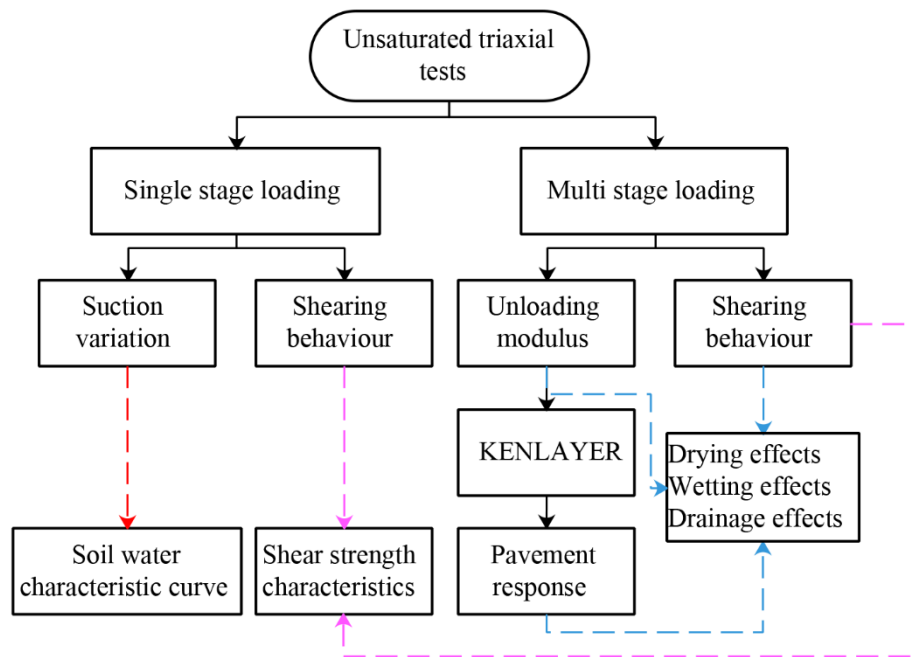 Unsaturated triaxial
tests
Single stage loading
Multi stage loading
Suction
variation
Shearing
behaviour
Unloading
modulus
Shearing
behaviour
KENLAYER
Drying effects
Wetting effects
Drainage effects
Soil water
characteristic curve
Shear strength
characteristics
Pavement
response